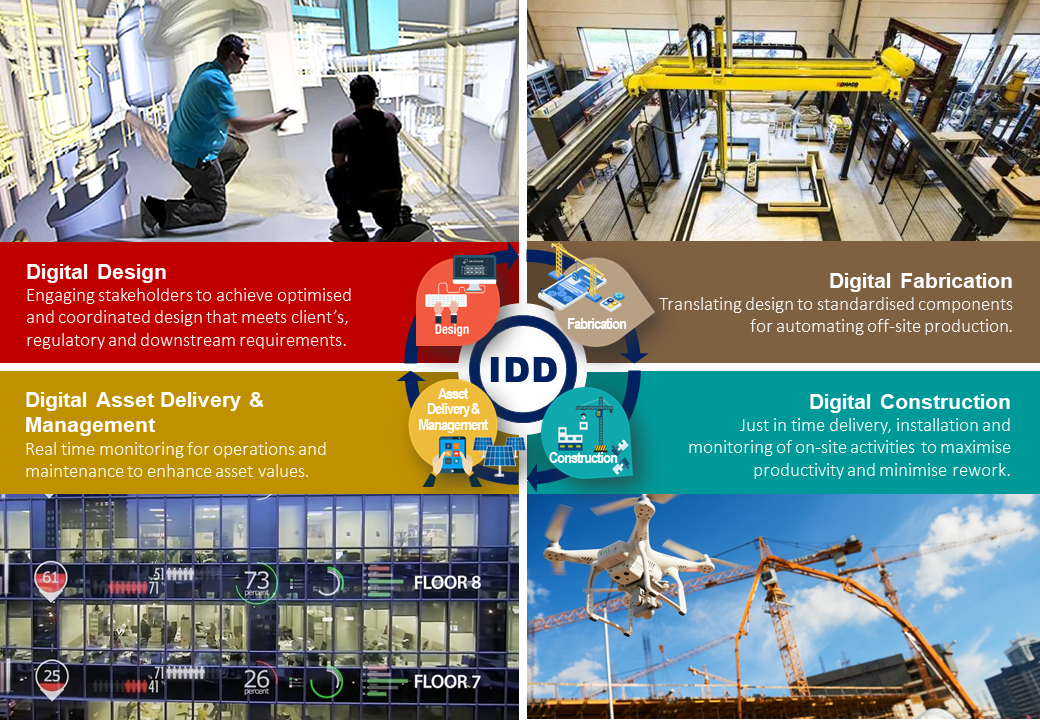 Digital Design
Engaging stakeholders to achieve optimised
and coordinated design that meets client's,
regulatory and downstream requirements.
Design
Fabrication
Digital Fabrication
Translating design to standardised components
for automating off-site production.
IDD
Digital Asset Delivery &
Management
Real time monitoring for operations and
maintenance to enhance asset values.
Asset
Delivery &
Management
Construction
Digital Construction
Just in time delivery, installation and
monitoring of on-site activities to maximise
productivity and minimise rework.
61
51
71
73
percent
FLOOR 8
25
71
41
26
percent
FLOOR 7